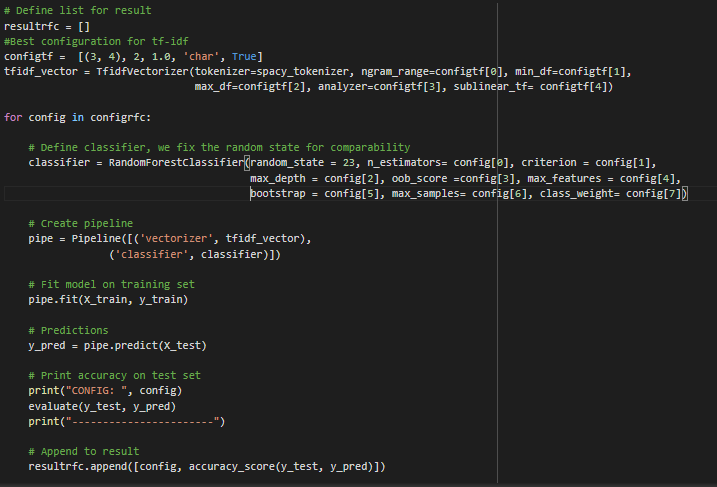 # Define list for result
resultrfc = []
#Best configuration for tf-idf
configtf =  [(3, 4), 2, 1.0, 'char', True]
tfidf_vector = TfidfVectorizer(tokenizer=spacy_tokenizer, ngram_range=configtf[0], min_df=configtf[1],
                               max_df=configtf[2], analyzer=configtf[3], sublinear_tf= configtf[4])

for config in configrfc:

    # Define classifier, we fix the random state for comparability
    classifier = RandomForestClassifier(random_state = 23, n_estimators= config[0], criterion = config[1],
                                        max_depth = config[2], oob_score =config[3], max_features = config[4],
                                        bootstrap = config[5], max_samples= config[6], class_weight= config[7])

    # Create pipeline
    pipe = Pipeline([('vectorizer', tfidf_vector),
                 ('classifier', classifier)])

    # Fit model on training set
    pipe.fit(X_train, y_train)

    # Predictions
    y_pred = pipe.predict(X_test)

    # Print accuracy on test set
    print("CONFIG: ", config)
    evaluate(y_test, y_pred)
    print("-----------------------")

    # Append to result
    resultrfc.append([config, accuracy_score(y_test, y_pred)])